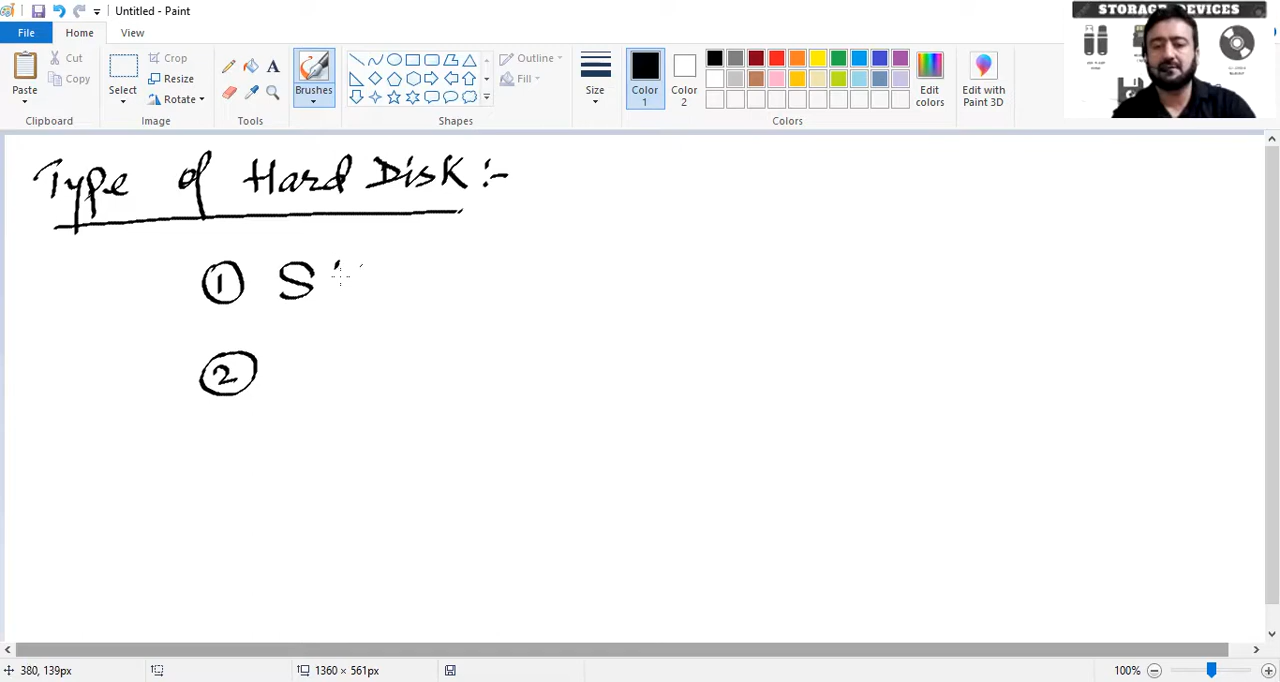 Untitled - Paint
File Home View
Paste
Cut
Copy
Clipboard
Select
Crop
Resize
Rotate
Image
Tools
Brushes
Outline
Fill
Shapes
Size
Color 1
Color 2
Edit colors
Colors
Edit with Paint 3D
STORAGE DEVICES
Type of Hard Disk :-
① S
②
380, 139px
1360 × 561px
100%